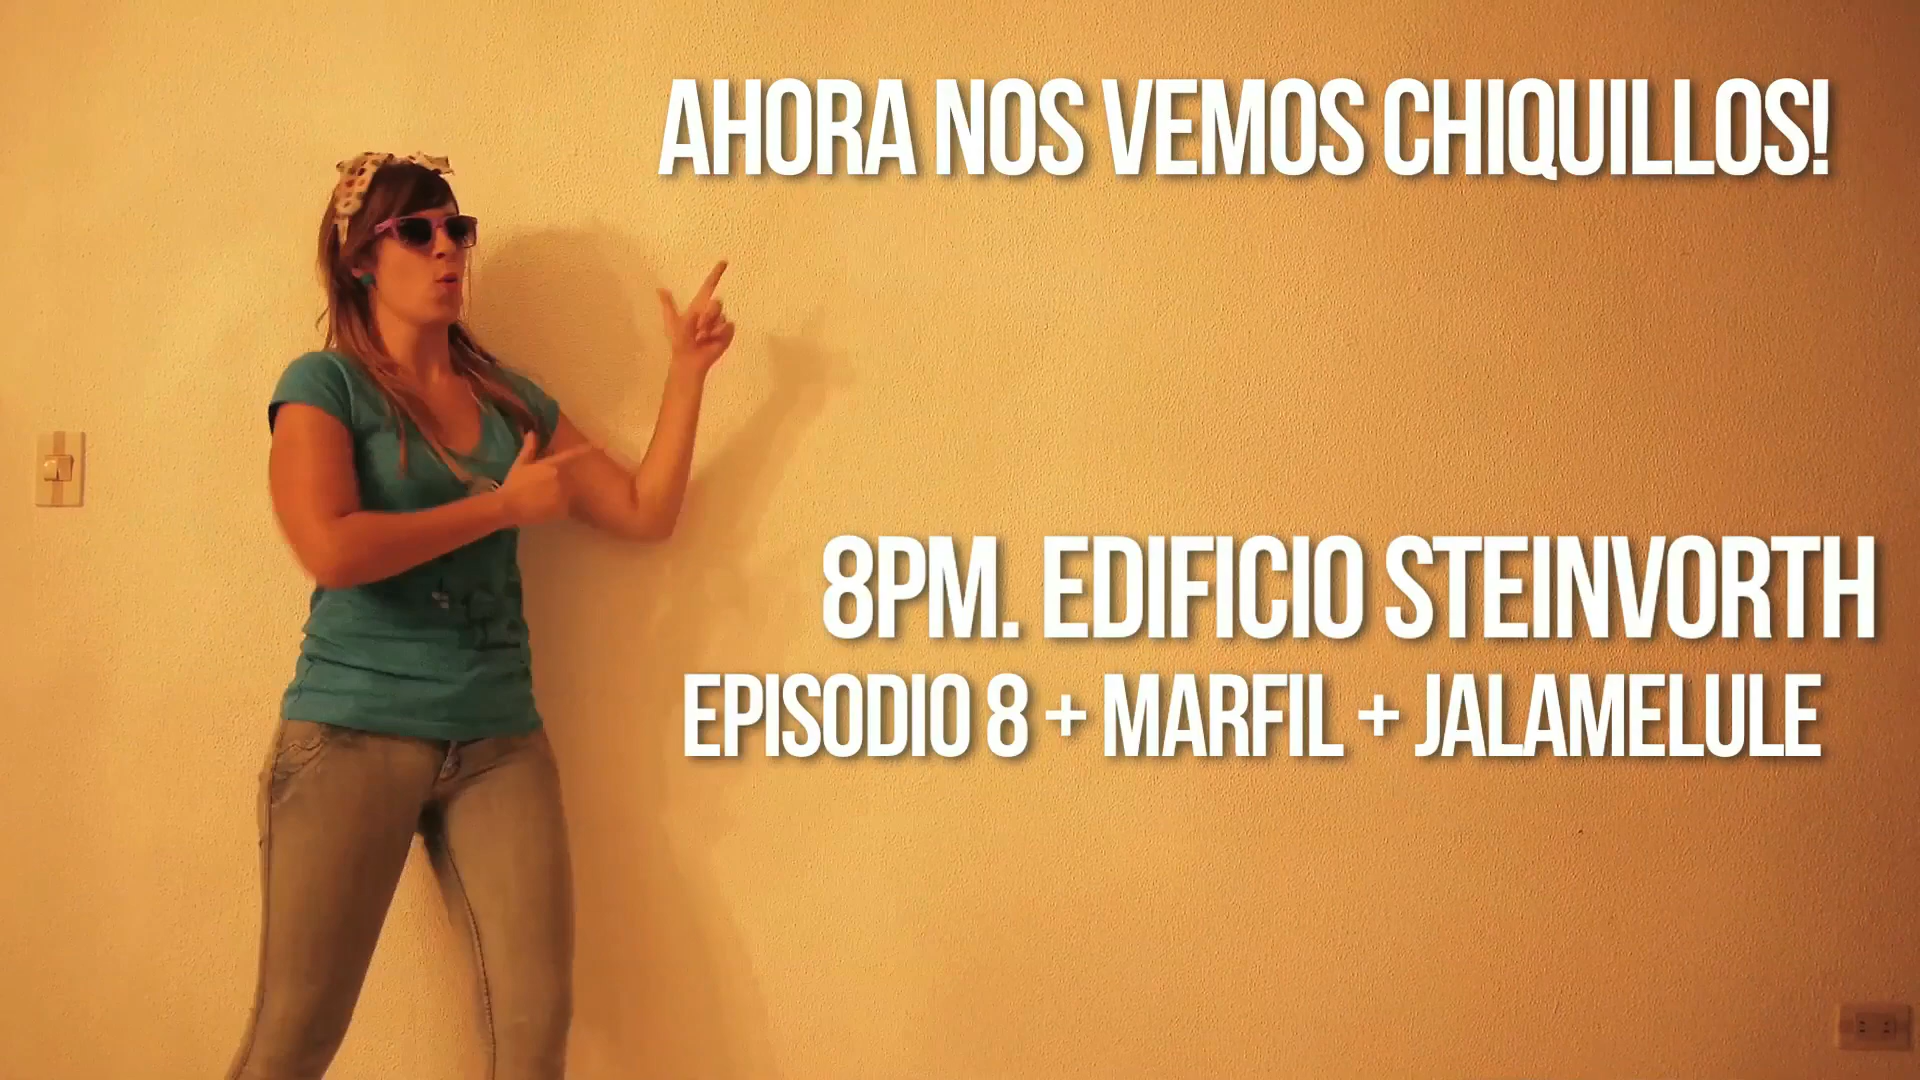 AHORA NOS VEMOS CHIQUILLOS!
8PM. EDIFICIO STEINVORTH
EPISODIO 8 + MARFIL + JALAMELULE